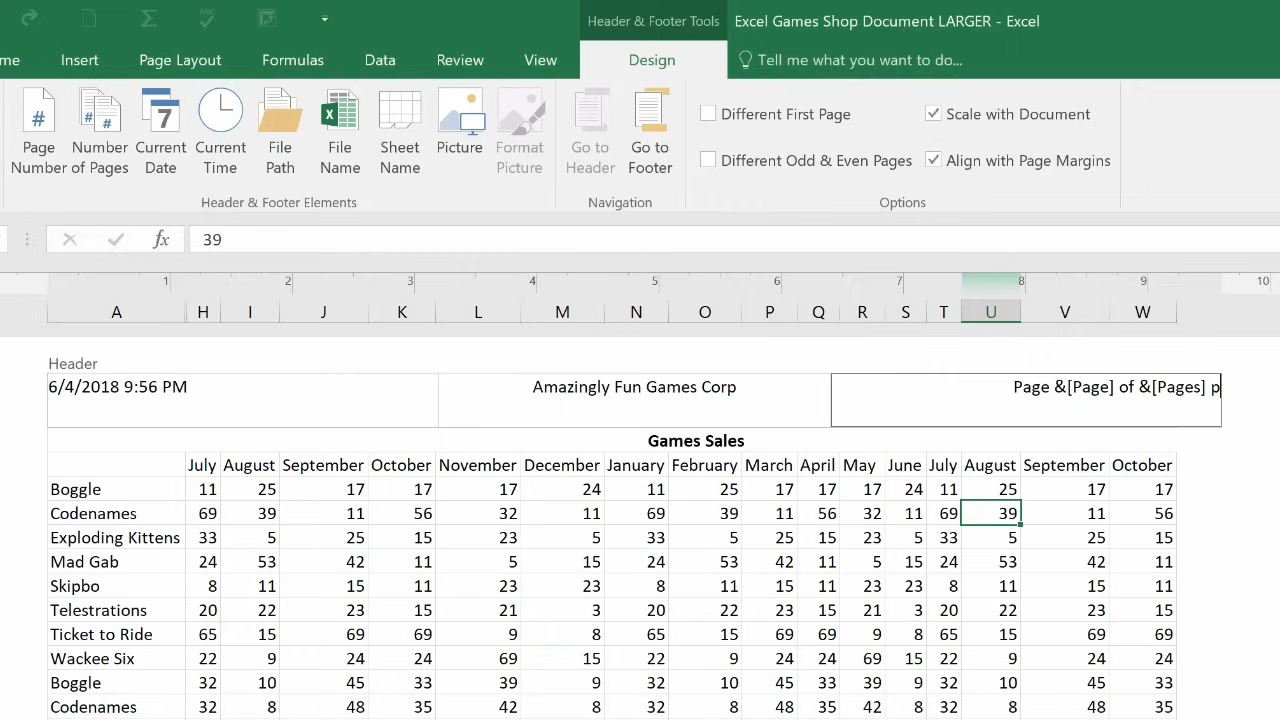 Header & Footer Tools Excel Games Shop Document LARGER - Excel
me Insert Page Layout Formulas Data Review View Design Tell me what you want to do...
Page Number
Number of Pages
Current Date
Current Time
File Path
File Name
Sheet Name
Picture
Format Picture
Go to Header
Go to Footer
Different First Page Scale with Document
Different Odd & Even Pages Align with Page Margins
Header & Footer Elements Navigation Options
fx 39
1 2 3 4 5 6 7 8 9 10
A H I J K L M N O P Q R S T U V W
Header
6/4/2018 9:56 PM Amazingly Fun Games Corp Page &[Page] of &[Pages] p
Games Sales
July August September October November December January February March April May June July August September October
Boggle 11 25 17 17 17 24 11 25 17 17 17 24 11 25 17 17
Codenames 69 39 11 56 32 11 69 39 11 56 32 11 69 39 11 56
Exploding Kittens 33 5 25 15 23 5 33 5 25 15 23 5 33 5 25 15
Mad Gab 24 53 42 11 5 15 24 53 42 11 5 15 24 53 42 11
Skipbo 8 11 15 11 23 23 8 11 15 11 23 23 8 11 15 11
Telestrations 20 22 23 15 21 3 20 22 23 15 21 3 20 22 23 15
Ticket to Ride 65 15 69 69 9 8 65 15 69 69 9 8 65 15 69 69
Wackee Six 22 9 24 24 69 15 22 9 24 24 69 15 22 9 24 24
Boggle 32 10 45 33 39 9 32 10 45 33 39 9 32 10 45 33
Codenames 32 8 48 35 42 8 32 8 48 35 42 8 32 8 48 35